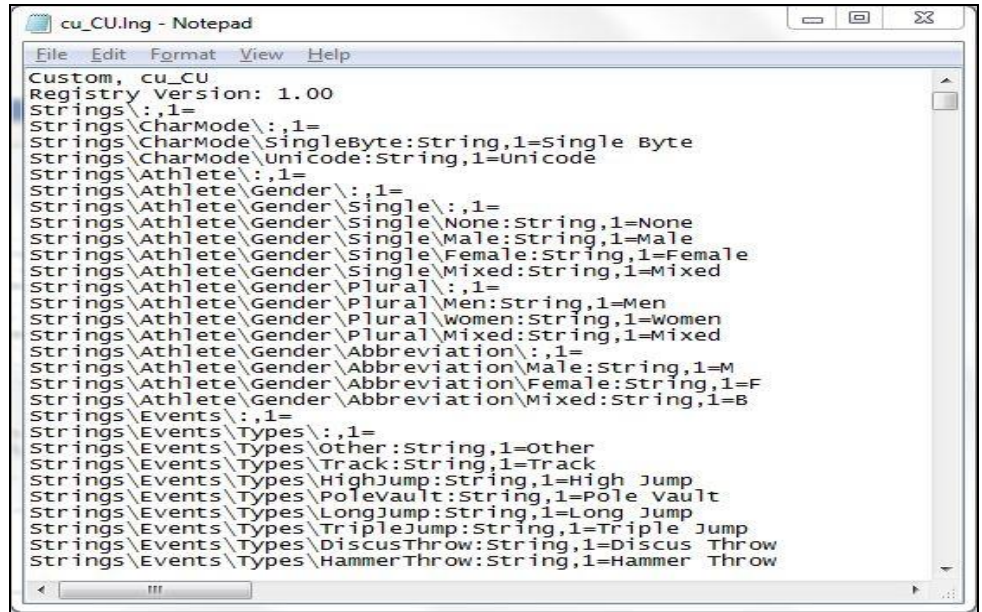 cu_CU.lng - Notepad
File Edit Format View Help
Custom, cu_CU
Registry Version: 1.00
Strings\:,1=
Strings\CharMode\:,1=
Strings\CharMode\SingleByte:String,1=Single Byte
Strings\CharMode\Unicode:String,1=Unicode
Strings\Athlete\:,1=
Strings\Athlete\Gender\:,1=
Strings\Athlete\Gender\Single\:,1=
Strings\Athlete\Gender\Single\None:String,1=None
Strings\Athlete\Gender\Single\Male:String,1=Male
Strings\Athlete\Gender\Single\Female:String,1=Female
Strings\Athlete\Gender\Single\Mixed:String,1=Mixed
Strings\Athlete\Gender\Plural\:,1=
Strings\Athlete\Gender\Plural\Men:String,1=Men
Strings\Athlete\Gender\Plural\Women:String,1=Women
Strings\Athlete\Gender\Plural\Mixed:String,1=Mixed
Strings\Athlete\Gender\Abbreviation\:,1=
Strings\Athlete\Gender\Abbreviation\Male:String,1=M
Strings\Athlete\Gender\Abbreviation\Female:String,1=F
Strings\Athlete\Gender\Abbreviation\Mixed:String,1=B
Strings\Events\:,1=
Strings\Events\Types\:,1=
Strings\Events\Types\Other:String,1=Other
Strings\Events\Types\Track:String,1=Track
Strings\Events\Types\HighJump:String,1=High Jump
Strings\Events\Types\PoleVault:String,1=Pole Vault
Strings\Events\Types\LongJump:String,1=Long Jump
Strings\Events\Types\TripleJump:String,1=Triple Jump
Strings\Events\Types\DiscusThrow:String,1=Discus Throw
Strings\Events\Types\HammerThrow:String,1=Hammer Throw